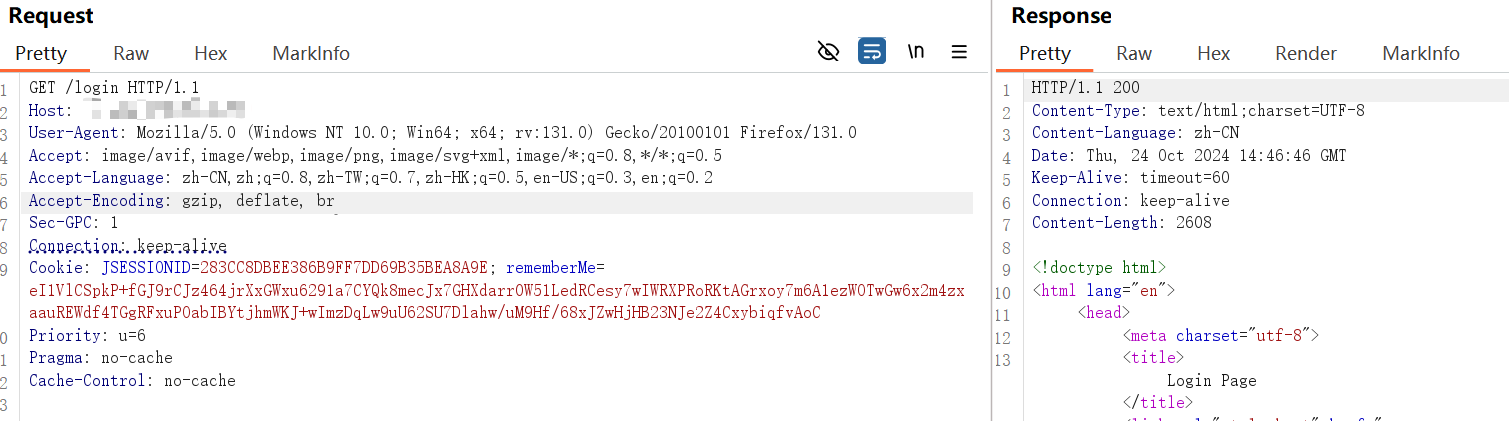 Request
Pretty Raw Hex MarkInfo
\n
1 GET /login HTTP/1.1
2 Host:
3 User-Agent: Mozilla/5.0 (Windows NT 10.0; Win64; x64; rv:131.0) Gecko/20100101 Firefox/131.0
4 Accept: image/avif,image/webp,image/png,image/svg+xml,image/*;q=0.8,*/*;q=0.5
5 Accept-Language: zh-CN,zh;q=0.8,zh-TW;q=0.7,zh-HK;q=0.5,en-US;q=0.3,en;q=0.2
6 Accept-Encoding: gzip, deflate, br
7 Sec-GPC: 1
8 Connection: keep-alive
9 Cookie: JSESSIONID=283CC8DBEE386B9FF7DD69B35BEA8A9E; rememberMe=
eI1VlCSpkP+fGJ9rCJz464jrXxGWxu6291a7CYQk8mecJx7GHXdarr0W51LedRCesy7wIWRXPRoRKtAGrxoy7m6A1ezWOTwGw6x2m4zx
aauREWdf4TGgRFxuP0abIBYtjhmWKJ+wImzDqLw9uU62SU7Dlahw/uM9Hf/68xJZwHjHB23NJe2Z4CxybiqfvAoC
0 Priority: u=6
1 Pragma: no-cache
2 Cache-Control: no-cache
3
Response
Pretty Raw Hex Render MarkInfo
1 HTTP/1.1 200
2 Content-Type: text/html;charset=UTF-8
3 Content-Language: zh-CN
4 Date: Thu, 24 Oct 2024 14:46:46 GMT
5 Keep-Alive: timeout=60
6 Connection: keep-alive
7 Content-Length: 2608
8
9 <!doctype html>
10 <html lang="en">
11 <head>
12 <meta charset="utf-8">
13 <title>
Login Page
</title>